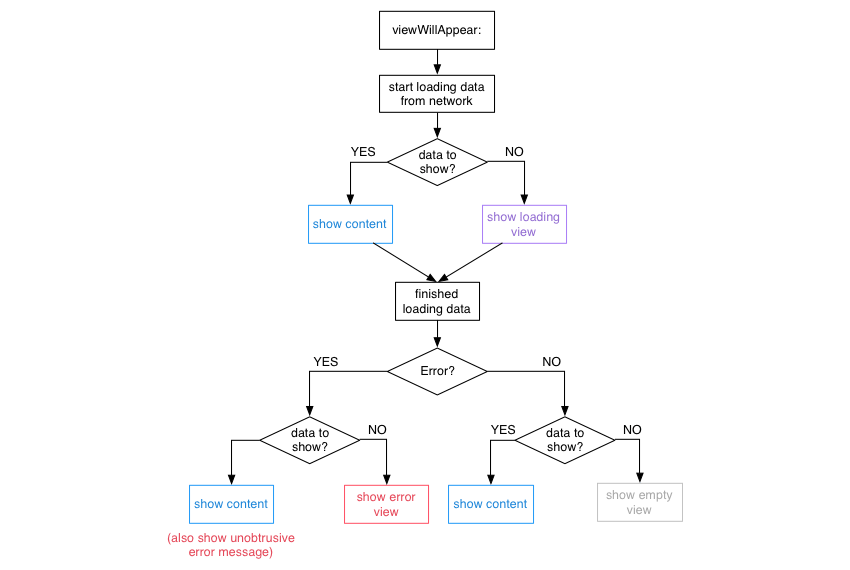 viewWillAppear:
start loading data
from network
YES
data to
show?
NO
show content
show loading
view
finished
loading data
YES
Error?
NO
data to
show?
NO
YES
data to
show?
NO
show content
show error
view
show content
show empty
view
(also show unobtrusive
error message)